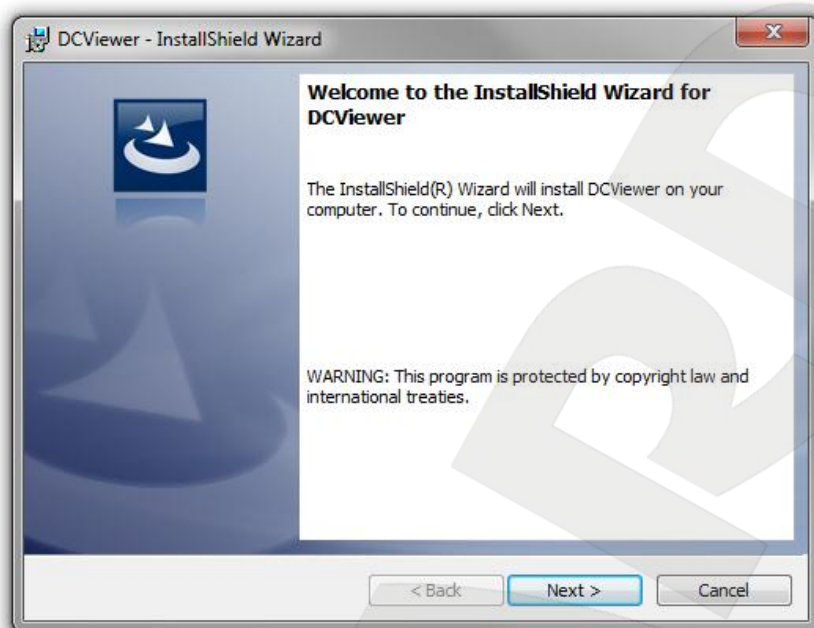 DCViewer - InstallShield Wizard
Welcome to the InstallShield Wizard for
DCViewer
The InstallShield(R) Wizard will install DCViewer on your
computer. To continue, click Next.
WARNING: This program is protected by copyright law and
international treaties.
< Back
Next >
Cancel